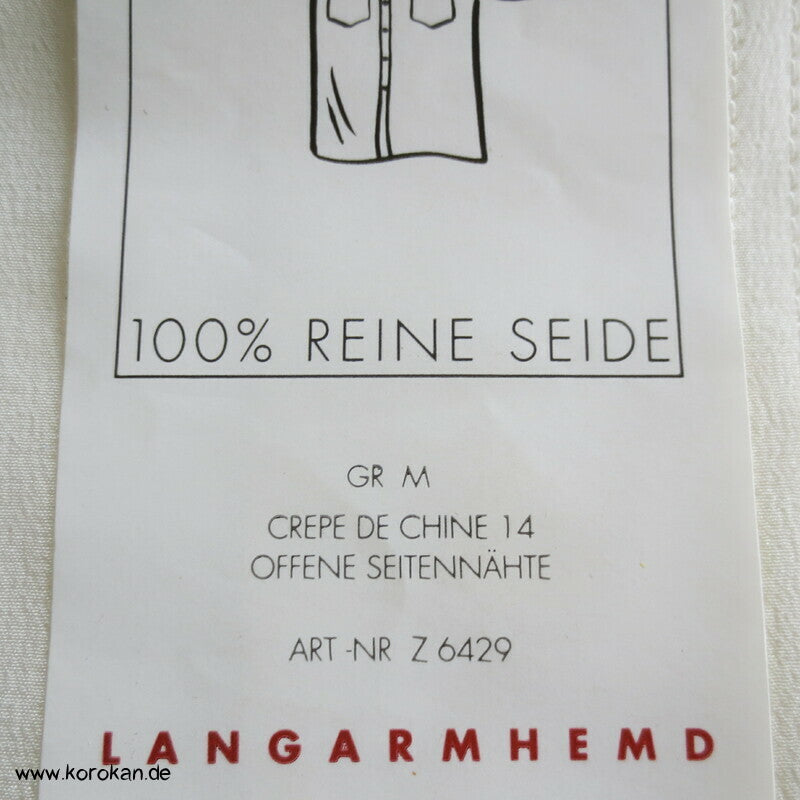 100% REINE SEIDE
GR M
CREPE DE CHINE 14
OFFENE SEITENNÄHTE
ART-NR Z 6429
LANGARMHEMD
www.korokan.de